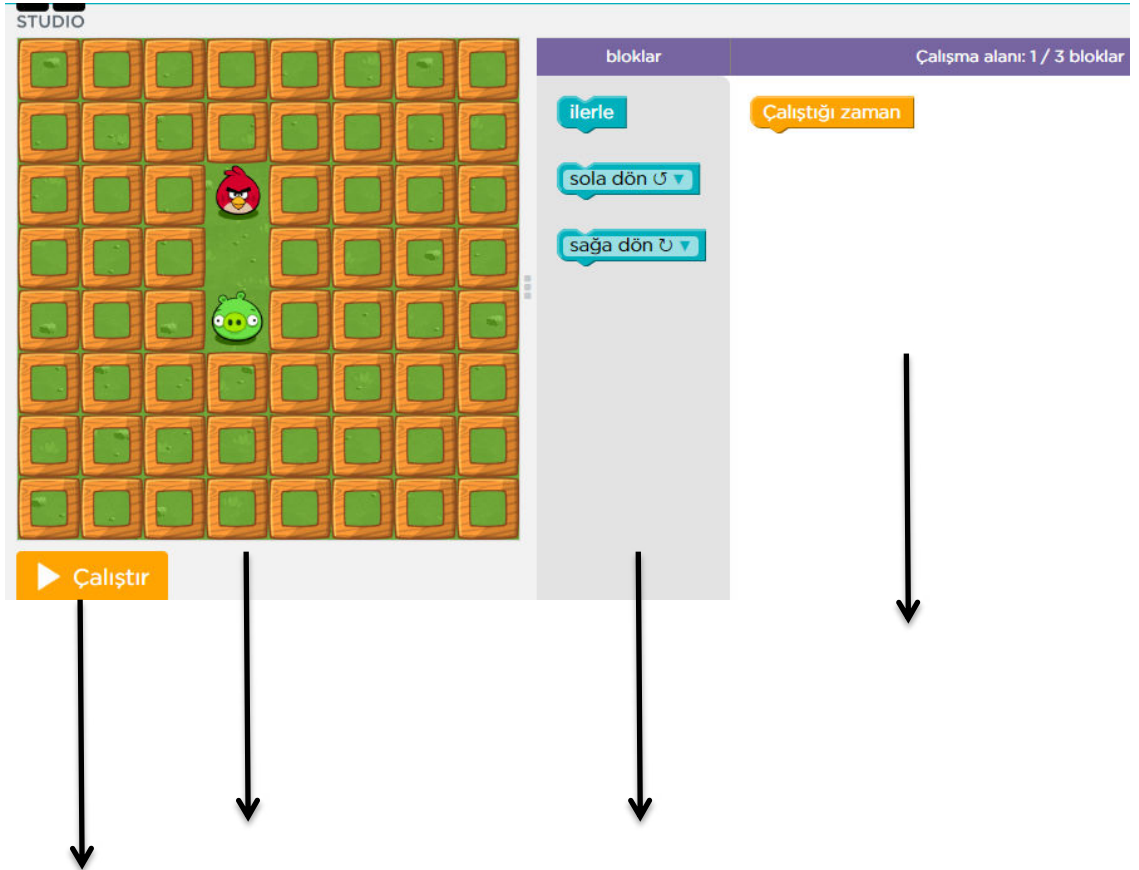 STUDIO
bloklar
Çalışma alanı: 1 / 3 bloklar
ilerle
sola dön ↺ ▼
sağa dön ↻ ▼
Çalıştığı zaman
Çalıştır